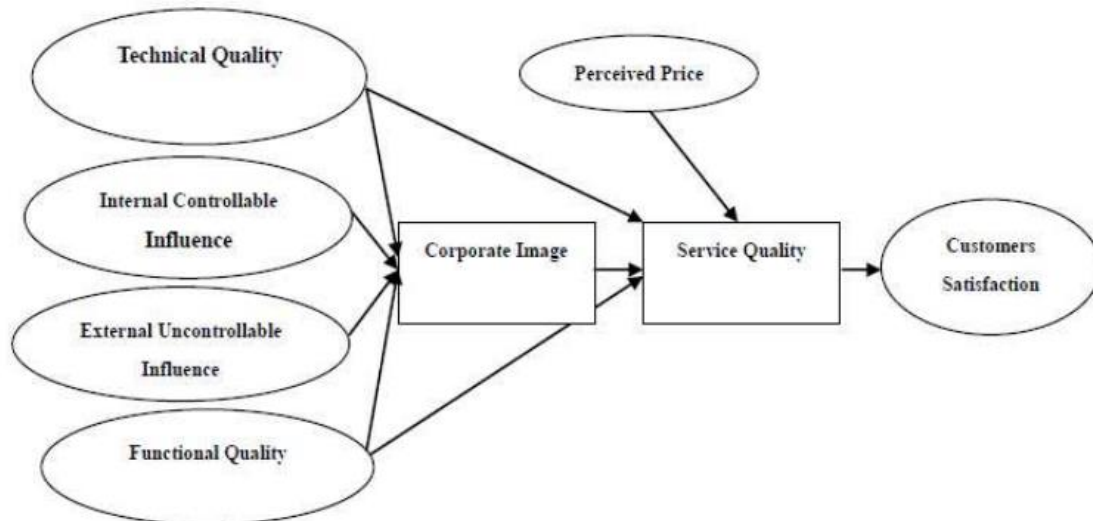 Technical Quality
Perceived Price
Internal Controllable
Influence
Corporate Image
Service Quality
Customers
Satisfaction
External Uncontrollable
Influence
Functional Quality